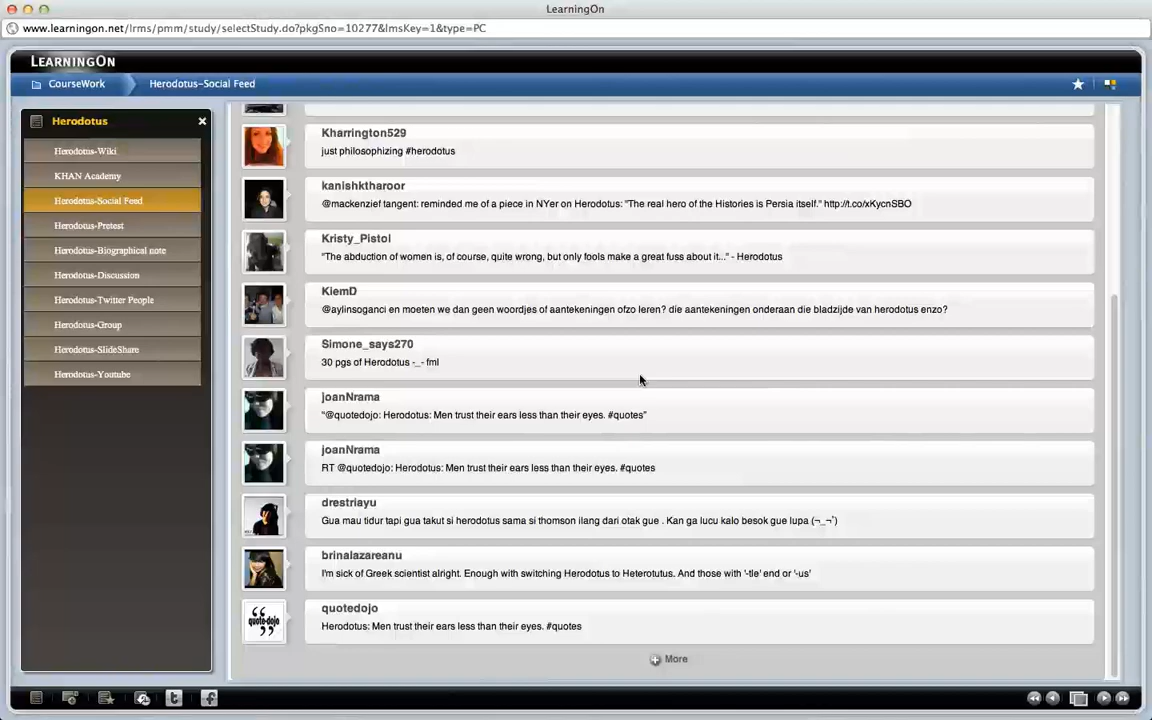 LearningOn
www.learningon.net/lrms/pmm/study/selectStudy.do?pkgSno=10277&lmsKey=1&type=PC
LEARNINGON
CourseWork
Herodotus-Social Feed
Herodotus
Herodotus-Wiki
KHAN Academy
Herodotus-Social Feed
Herodotus-Pretest
Herodotus-Biographical note
Herodotus-Discussion
Herodotus-Twitter People
Herodotus-Group
Herodotus-SlideShare
Herodotus-Youtube
Kharrington529
just philosophizing #herodotus
kanishktharoor
@mackenzief tangent: reminded me of a piece in NYer on Herodotus: "The real hero of the Histories is Persia itself." http://t.co/xKycnSBO
Kristy_Pistol
"The abduction of women is, of course, quite wrong, but only fools make a great fuss about it..." - Herodotus
KiemD
@aylinsoganci en moeten we dan geen woordjes of aantekeningen ofzo leren? die aantekeningen onderaan die bladzijde van herodotus enzo?
Simone_says270
30 pgs of Herodotus -_- fml
joanNrama
"@quotedojo: Herodotus: Men trust their ears less than their eyes. #quotes"
joanNrama
RT @quotedojo: Herodotus: Men trust their ears less than their eyes. #quotes
drestriayu
Gua mau tidur tapi gua takut si herodotus sama si thomson ilang dari otak gue . Kan ga lucu kalo besok gue lupa (¬_¬")
brinalazareanu
I'm sick of Greek scientist alright. Enough with switching Herodotus to Heterotutus. And those with '-tle' end or '-us'
quote-dojo
quotedojo
Herodotus: Men trust their ears less than their eyes. #quotes
More